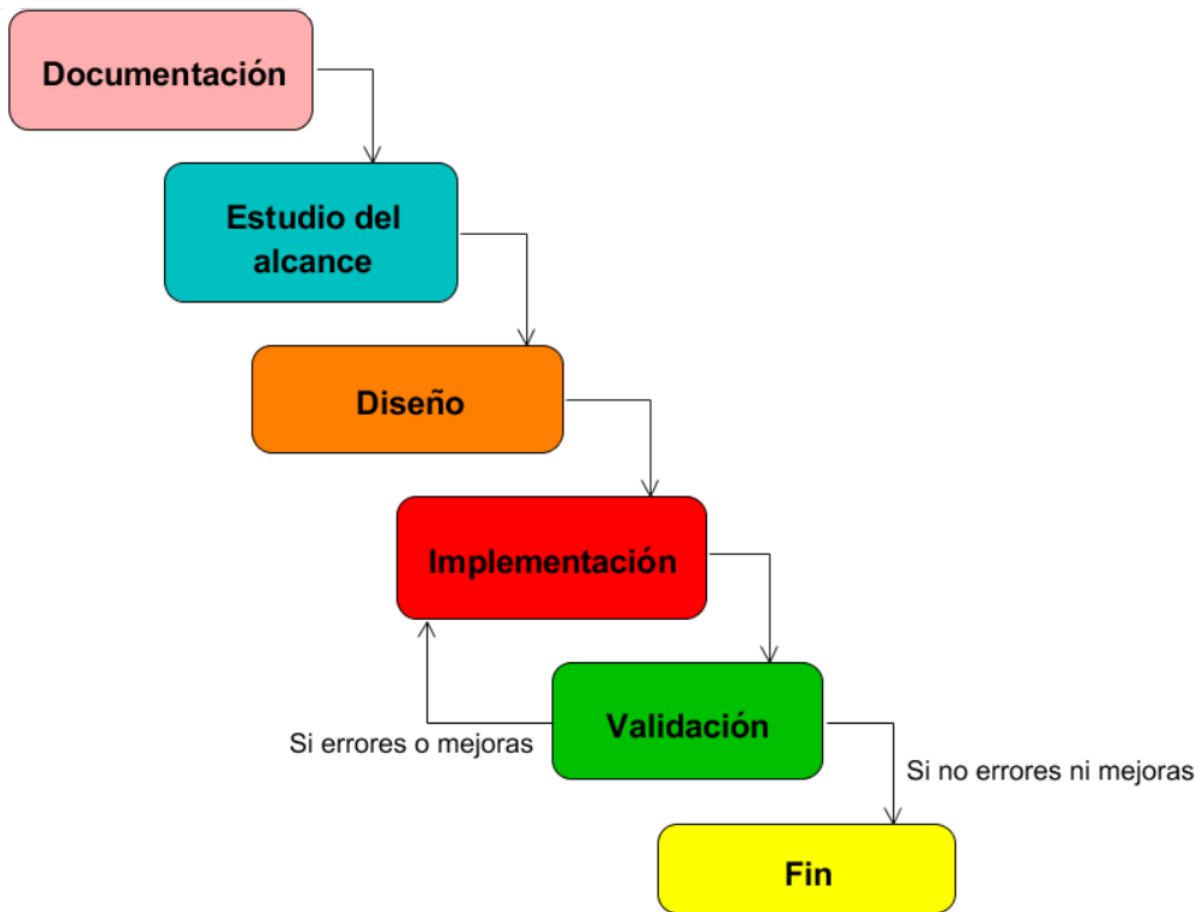 Documentación
Estudio del
alcance
Diseño
Implementación
Validación
Si errores o mejoras
Si no errores ni mejoras
Fin